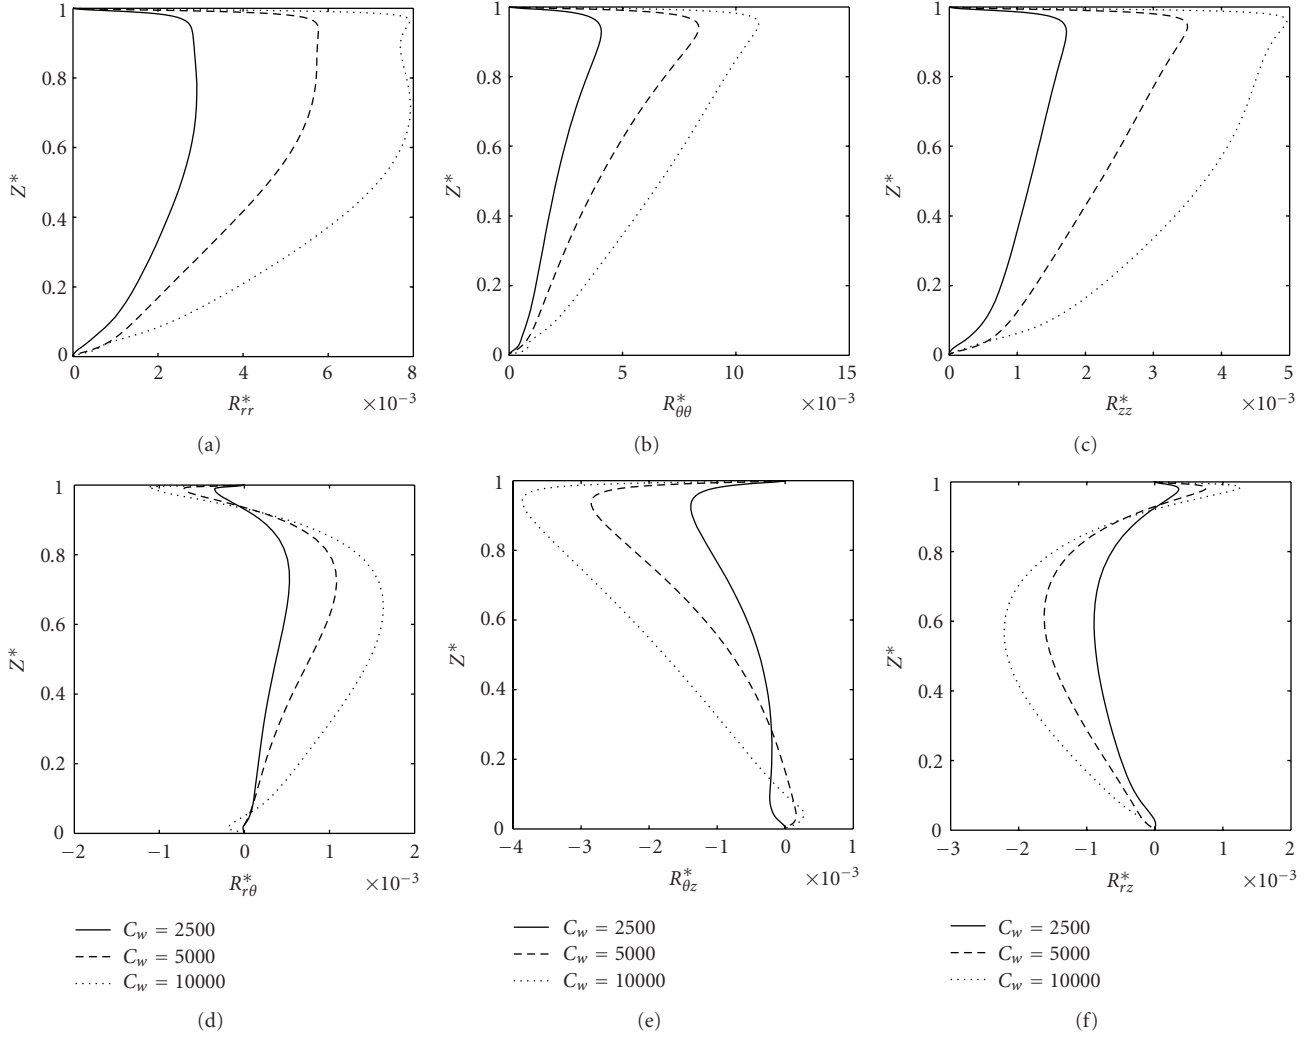 1
0.8
0.6
Z*
0.4
0.2
0
0 2 4 6 8
R*rr ×10−3
(a)
1
0.8
0.6
Z*
0.4
0.2
0
0 5 10 15
R*θθ ×10−3
(b)
1
0.8
0.6
Z*
0.4
0.2
0
0 1 2 3 4 5
R*zz ×10−3
(c)
1
0.8
0.6
Z*
0.4
0.2
0
−2 −1 0 1 2
R*rθ ×10−3
Cw = 2500
Cw = 5000
Cw = 10000
(d)
1
0.8
0.6
Z*
0.4
0.2
0
−4 −3 −2 −1 0 1
R*θz ×10−3
Cw = 2500
Cw = 5000
Cw = 10000
(e)
1
0.8
0.6
Z*
0.4
0.2
0
−3 −2 −1 0 1 2
R*rz ×10−3
Cw = 2500
Cw = 5000
Cw = 10000
(f)